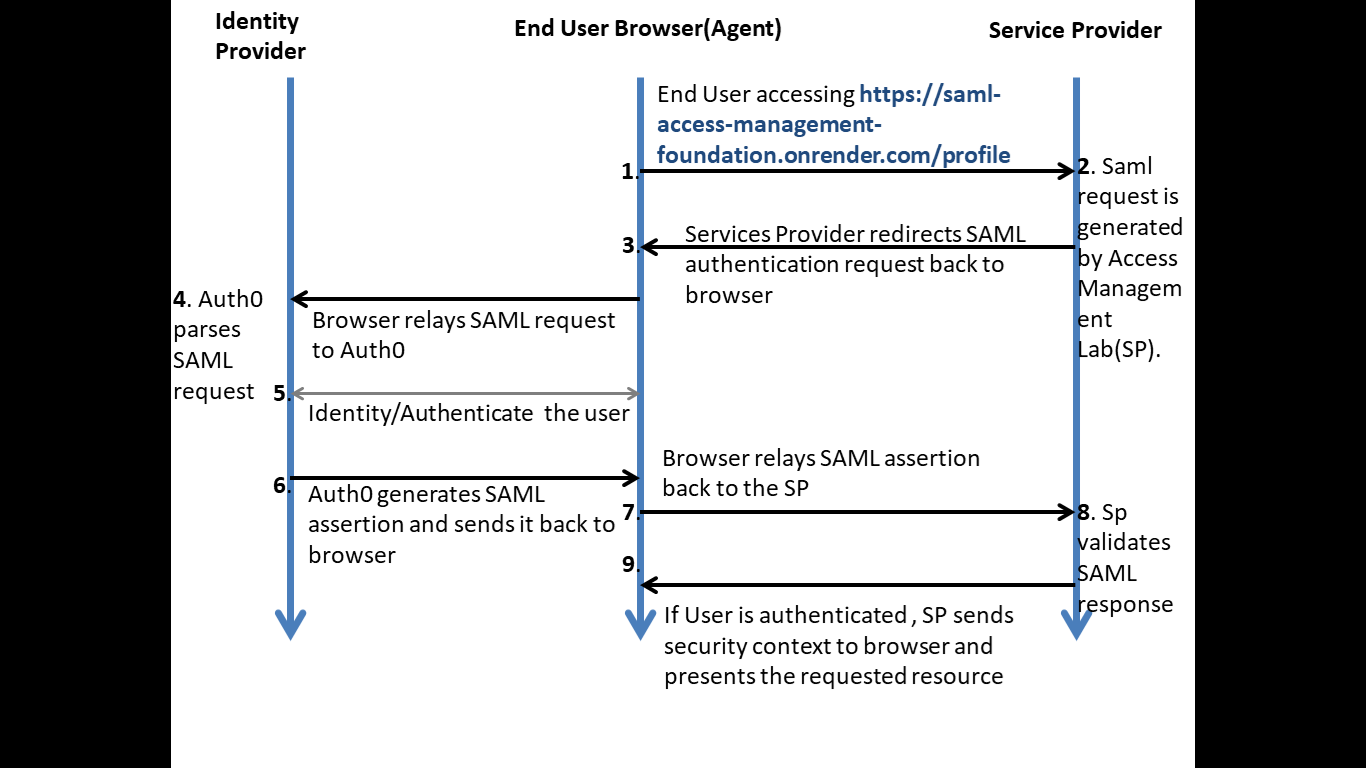 Identity
Provider
End User Browser(Agent)
Service Provider
End User accessing https://saml-
access-management-
foundation.onrender.com/profile
1.
2. Saml
request is
generated
by Access
Managem
ent
Lab(SP).
3.
Services Provider redirects SAML
authentication request back to
browser
4. Auth0
parses
SAML
request
Browser relays SAML request
to Auth0
5.
Identity/Authenticate the user
6.
Auth0 generates SAML
assertion and sends it back to
browser
Browser relays SAML assertion
back to the SP
7.
8. Sp
validates
SAML
response
9.
If User is authenticated , SP sends
security context to browser and
presents the requested resource